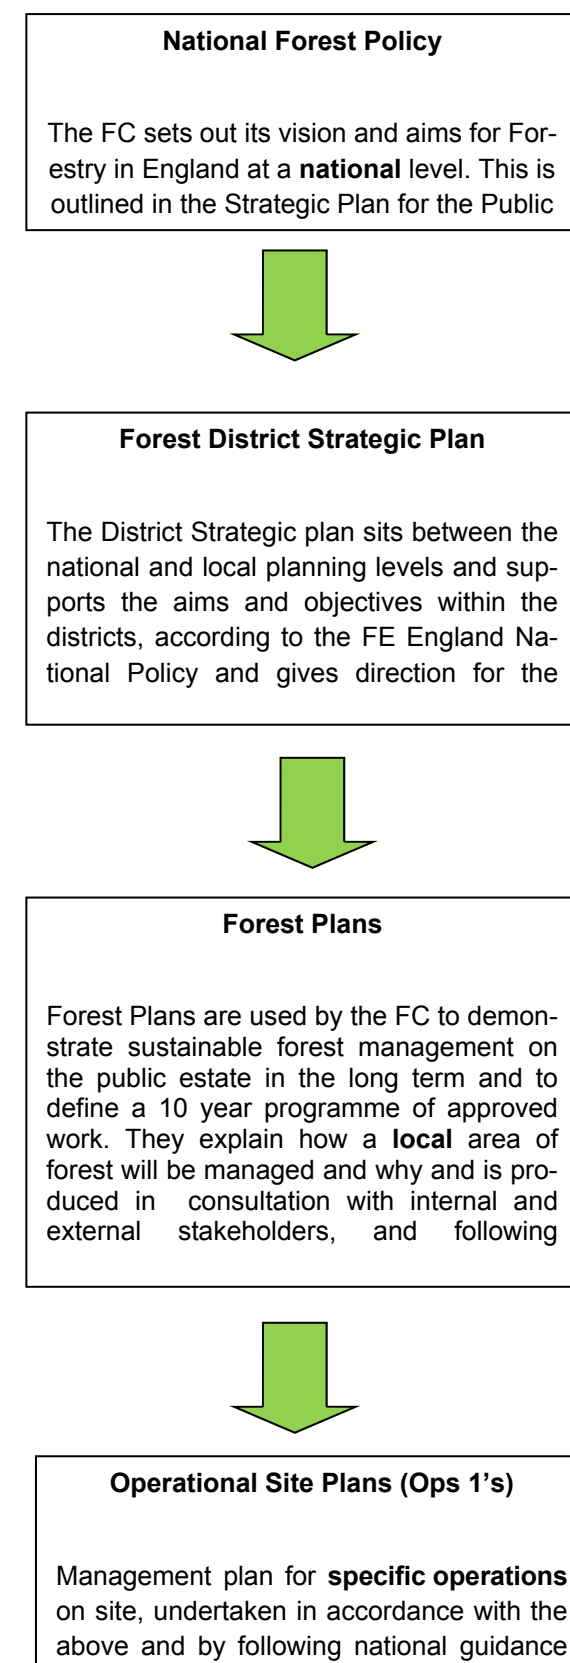 National Forest Policy
The FC sets out its vision and aims for For-
estry in England at a national level. This is
outlined in the Strategic Plan for the Public
Forest District Strategic Plan
The District Strategic plan sits between the
national and local planning levels and sup-
ports the aims and objectives within the
districts, according to the FE England Na-
tional Policy and gives direction for the
Forest Plans
Forest Plans are used by the FC to demon-
strate sustainable forest management on
the public estate in the long term and to
define a 10 year programme of approved
work. They explain how a local area of
forest will be managed and why and is pro-
duced in consultation with internal and
external stakeholders, and following
Operational Site Plans (Ops 1’s)
Management plan for specific operations
on site, undertaken in accordance with the
above and by following national guidance